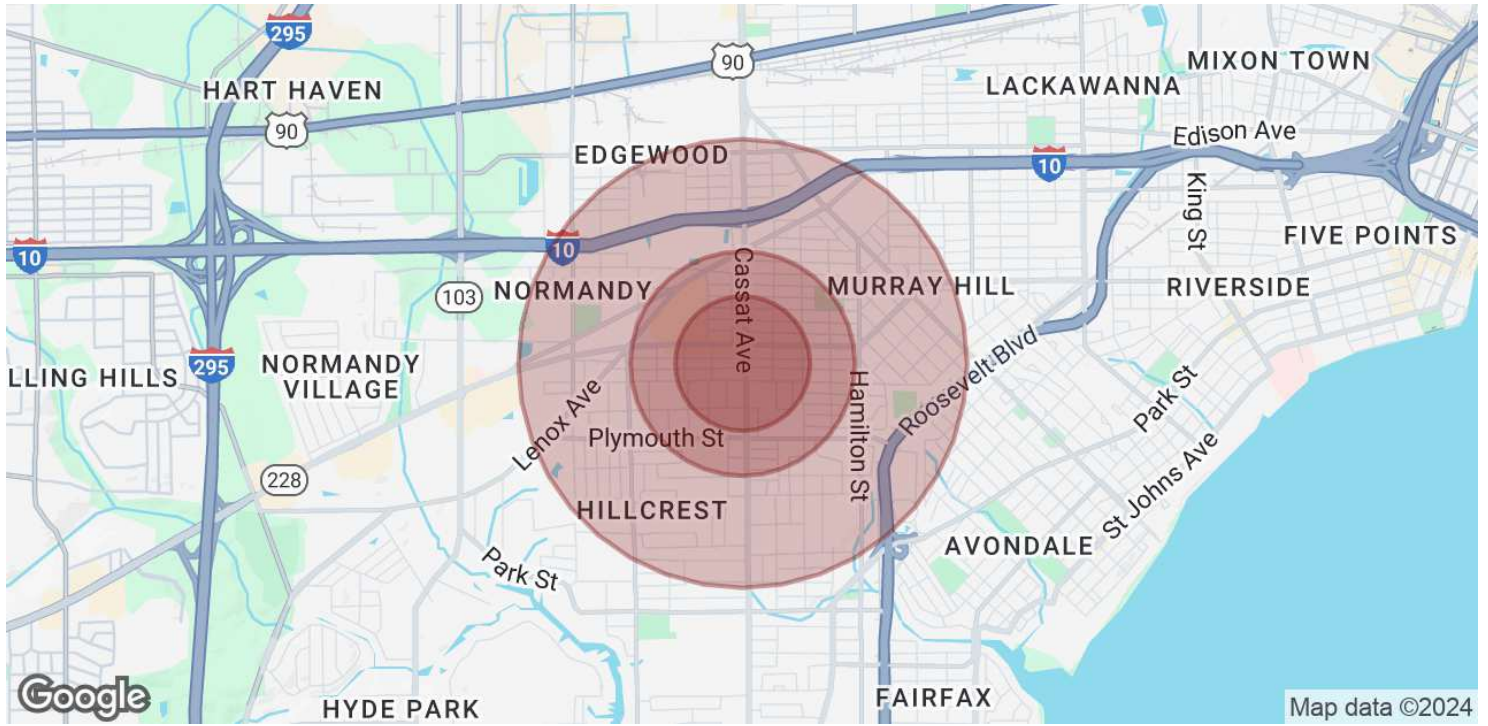 295
90
MIXON TOWN
HART HAVEN
LACKAWANNA
90
Edison Ave
EDGEWOOD
10
King St
10
10
Cassat Ave
FIVE POINTS
103
NORMANDY
MURRAY HILL
RIVERSIDE
295
NORMANDY
VILLAGE
LLING HILLS
Roosevelt Blvd
Park St
Lenox Ave
Hamilton St
Plymouth St
228
HILLCREST
St Johns Ave
AVONDALE
Park St
FAIRFAX
Google
HYDE PARK
Map data ©2024